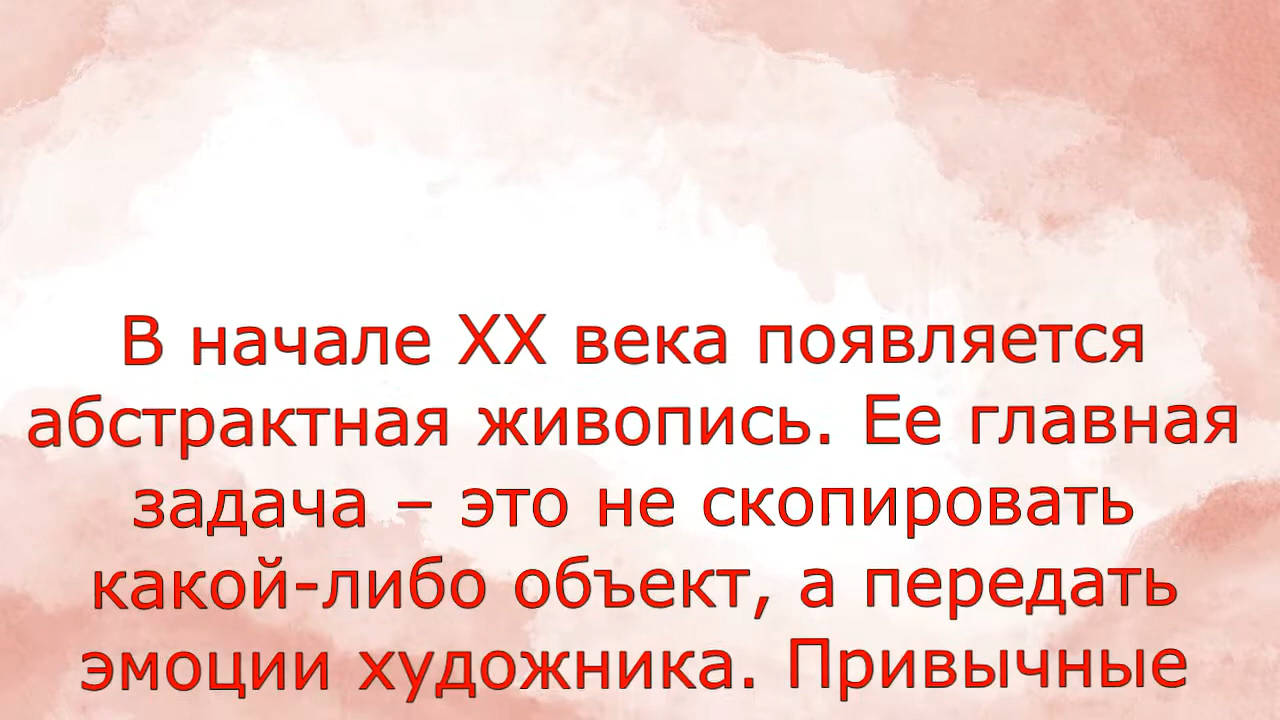 В начале XX века появляется
абстрактная живопись. Ее главная
задача – это не скопировать
какой-либо объект, а передать
эмоции художника. Привычные